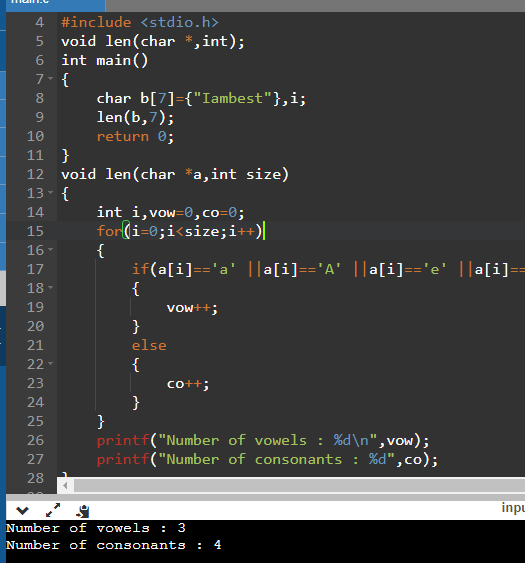 main.c
4 #include <stdio.h>
5 void len(char *,int);
6 int main()
7 {
8 char b[7]={"Iambest"},i;
9 len(b,7);
10 return 0;
11 }
12 void len(char *a,int size)
13 {
14 int i,vow=0,co=0;
15 for(i=0;i<size;i++)
16 {
17 if(a[i]=='a' ||a[i]=='A' ||a[i]=='e' ||a[i]==
18 {
19 vow++;
20 }
21 else
22 {
23 co++;
24 }
25 }
26 printf("Number of vowels : %d\n",vow);
27 printf("Number of consonants : %d",co);
28 }
inpu
Number of vowels : 3
Number of consonants : 4